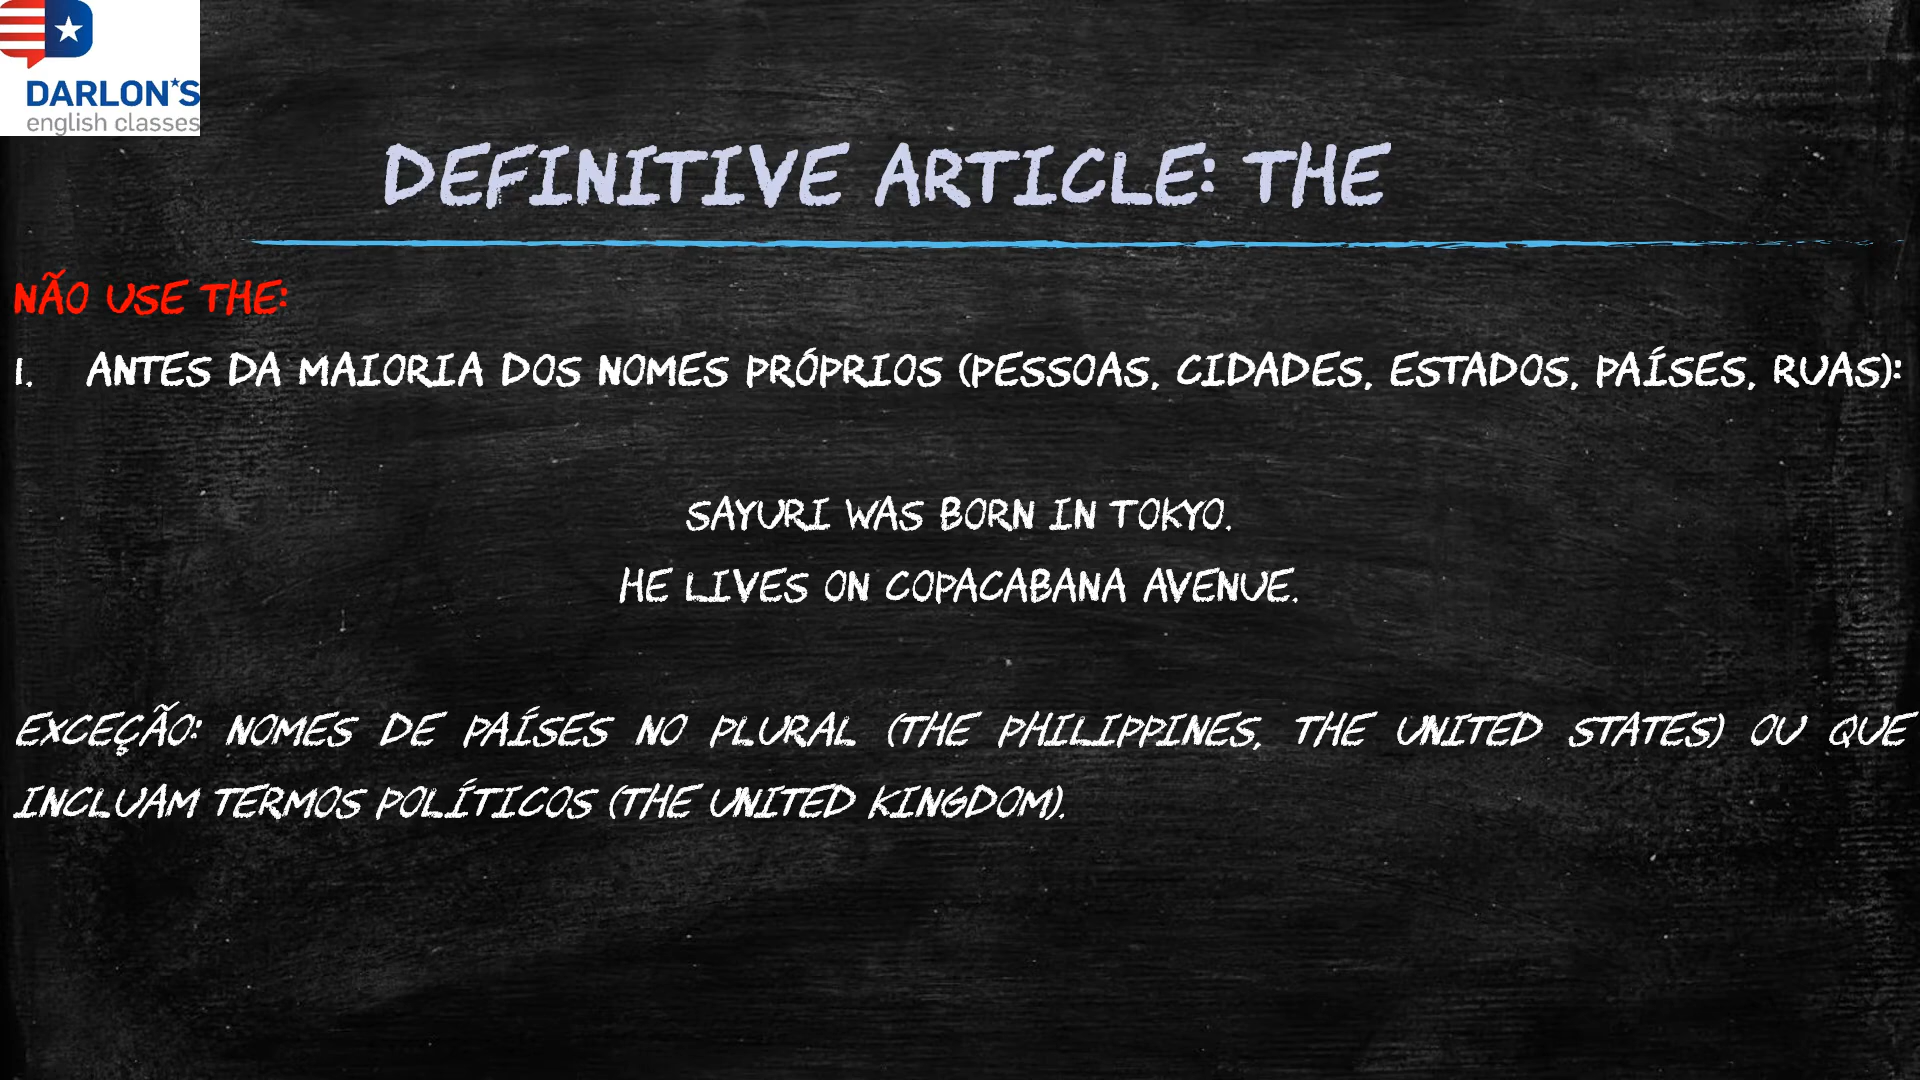 DARLON'S
english classes
DEFINITIVE ARTICLE: THE
NÃO USE THE:
1. ANTES DA MAIORIA DOS NOMES PRÓPRIOS (PESSOAS, CIDADES, ESTADOS, PAÍSES, RUAS):
SAYURI WAS BORN IN TOKYO.
HE LIVES ON COPACABANA AVENUE.
EXCEÇÃO: NOMES DE PAÍSES NO PLURAL (THE PHILIPPINES, THE UNITED STATES) OU QUE
INCLUAM TERMOS POLÍTICOS (THE UNITED KINGDOM).